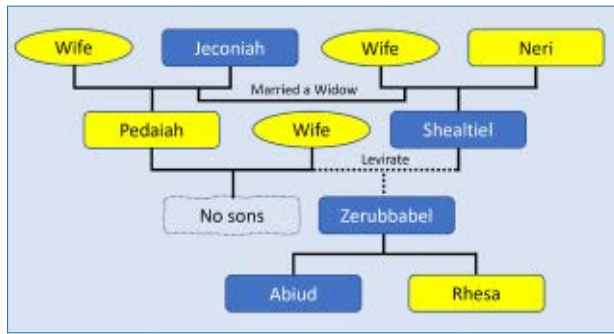 Wife
Jeconiah
Wife
Neri
Married a Widow
Pedaiah
Wife
Shealtiel
Levirate
No sons
Zerubbabel
Abiud
Rhesa